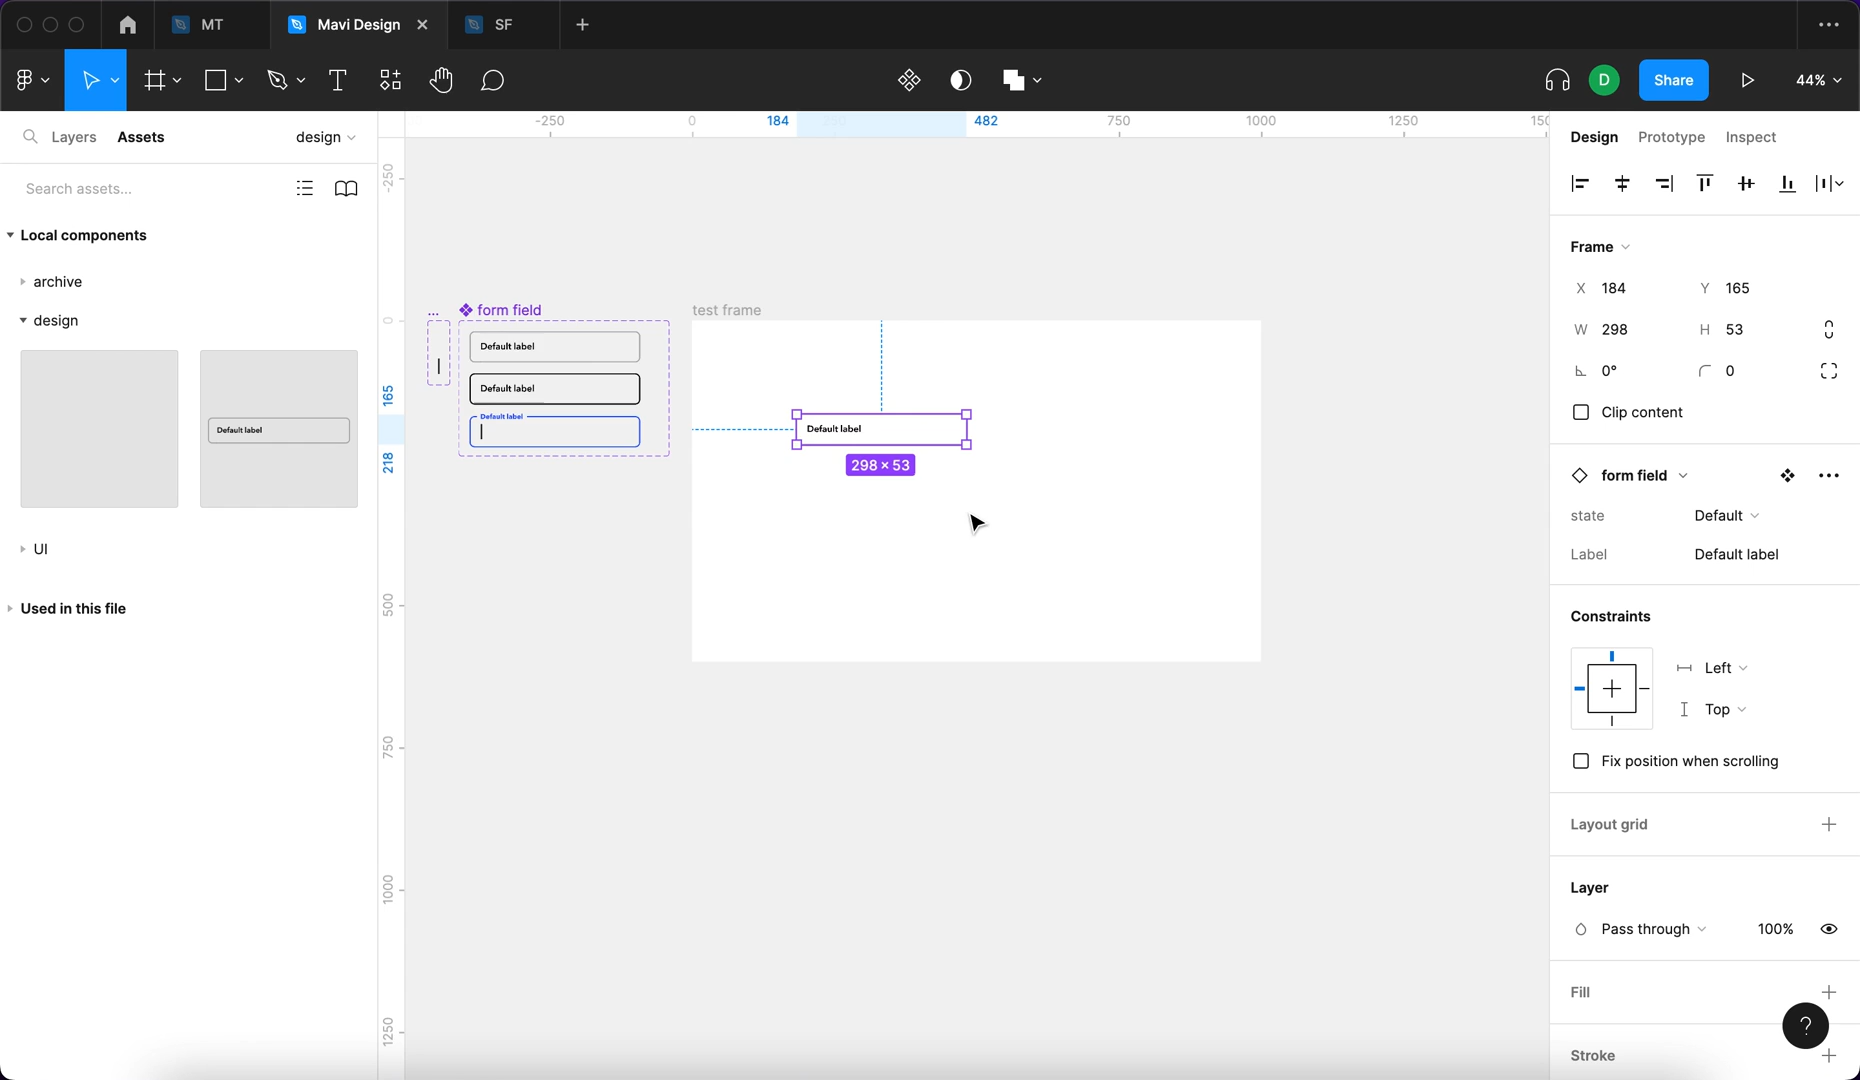 MT
Mavi Design
SF
D
Share
44%
Layers
Assets
design
Search assets...
Local components
archive
design
Default label
UI
Used in this file
-250
0
184
482
750
1000
1250
-250
0
165
218
500
750
1000
1250
...
form field
Default label
Default label
Default label
test frame
Default label
298 × 53
Design
Prototype
Inspect
Frame
X 184
Y 165
W 298
H 53
0°
0
Clip content
form field
state
Default
Label
Default label
Constraints
Left
Top
Fix position when scrolling
Layout grid
Layer
Pass through
100%
Fill
?
Stroke